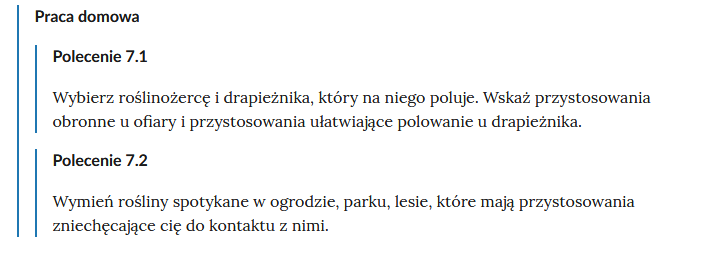 Praca domowa
Polecenie 7.1
Wybierz roślinożercę i drapieżnika, który na niego poluje. Wskaż przystosowania
obronne u ofiary i przystosowania ułatwiające polowanie u drapieżnika.
Polecenie 7.2
Wymień rośliny spotykane w ogrodzie, parku, lesie, które mają przystosowania
zniechęcające cię do kontaktu z nimi.